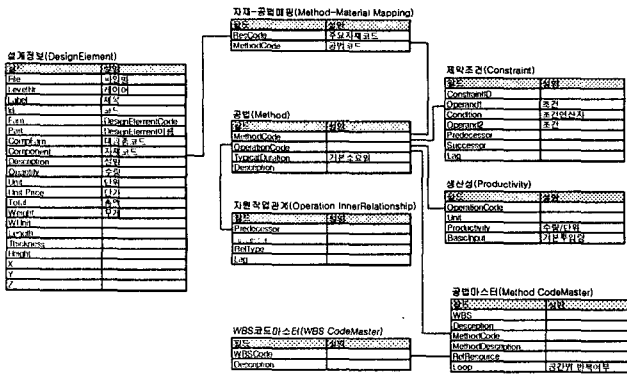 자재-공법매핑(Method-Material Mapping)
필드 설명
ResCode 주요자재코드
MethodCode 공법코드
설계정보(DesignElement)
필드 설명
File 파일명
LevelNr 레이어
Label 제목
Id 코드
Fam DesignElementCode
Part DesignElement이름
CompFam 대공종코드
Component 자재코드
Description 설명
Quantity 수량
Unit 단위
Unit Price 단가
Total 총액
Weight 무게
WUnit
Length
Thickness
Height
X
Y
Z
공법(Method)
필드 설명
MethodCode
OperationCode
TypicalDuration 기본소요일
Description
자원작업관계(Operation InnerRelationship)
필드 설명
Predecessor
RelType
Lag
WBS코드마스터(WBS CodeMaster)
필드 설명
WBSCode
Description
제약조건(Constraint)
필드 설명
ConstraintID
Operand1 조건
Condition 조건연산자
Operand2 조건
Predecessor
Successor
Lag
생산성(Productivity)
필드 설명
OperationCode
Unit
Productivity 수량/단위
BasicInput 기본투입량
공법마스터(Method CodeMaster)
필드 설명
WBS
Description
MethodCode
MethodDescription
RefResource
Loop 공간별 반복여부